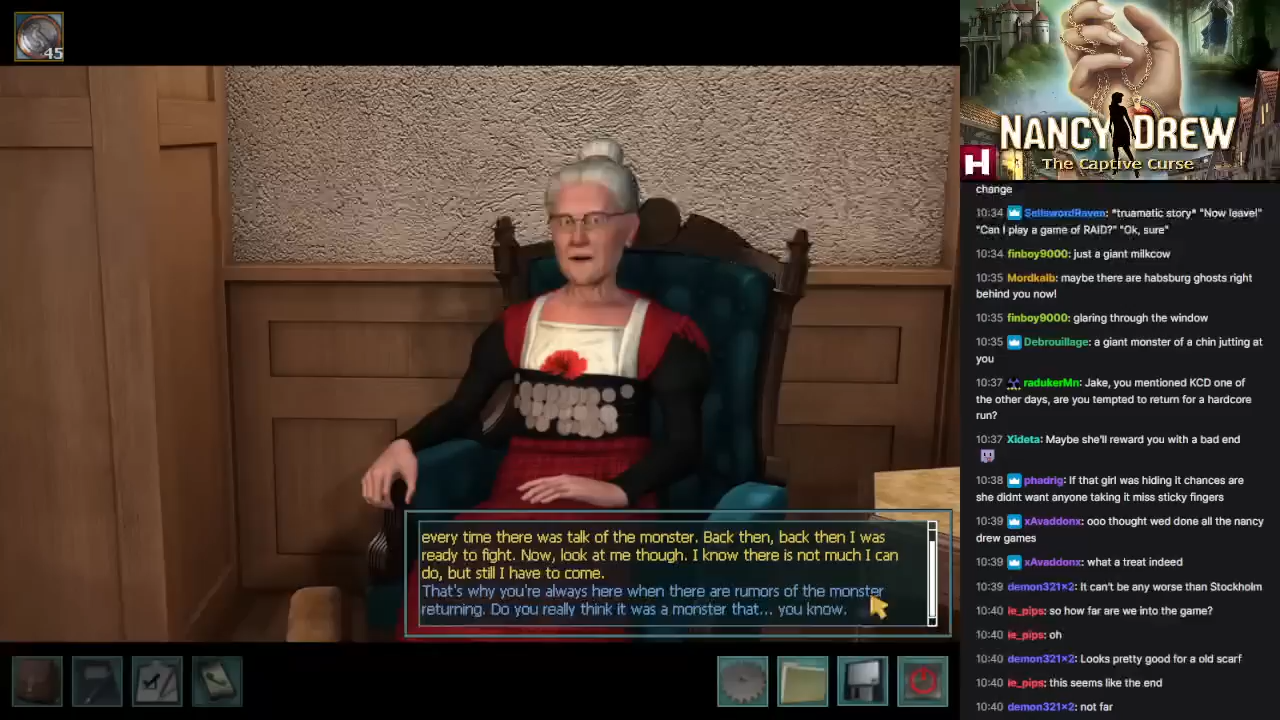 45
every time there was talk of the monster. Back then, back then I was
ready to fight. Now, look at me though. I know there is not much I can
do, but still I have to come.
That's why you're always here when there are rumors of the monster
returning. Do you really think it was a monster that... you know.
NANCY DREW
The Captive Curse
H
change
10:34 SellswordRaven: *truamatic story* "Now leave!"
"Can I play a game of RAID?" "Ok, sure"
10:34 finboy9000: just a giant milkcow
10:35 Mordkalb: maybe there are habsburg ghosts right
behind you now!
10:35 finboy9000: glaring through the window
10:35 Debrouillage: a giant monster of a chin jutting at
you
10:37 radukerMn: Jake, you mentioned KCD one of
the other days, are you tempted to return for a hardcore
run?
10:37 Xideta: Maybe she'll reward you with a bad end
10:38 phadrig: If that girl was hiding it chances are
she didnt want anyone taking it miss sticky fingers
10:39 xAvaddonx: ooo thought wed done all the nancy
drew games
10:39 xAvaddonx: what a treat indeed
10:39 demon321x2: It can't be any worse than Stockholm
10:40 le_pips: so how far are we into the game?
10:40 le_pips: oh
10:40 demon321x2: Looks pretty good for a old scarf
10:40 le_pips: this seems like the end
10:40 demon321x2: not far